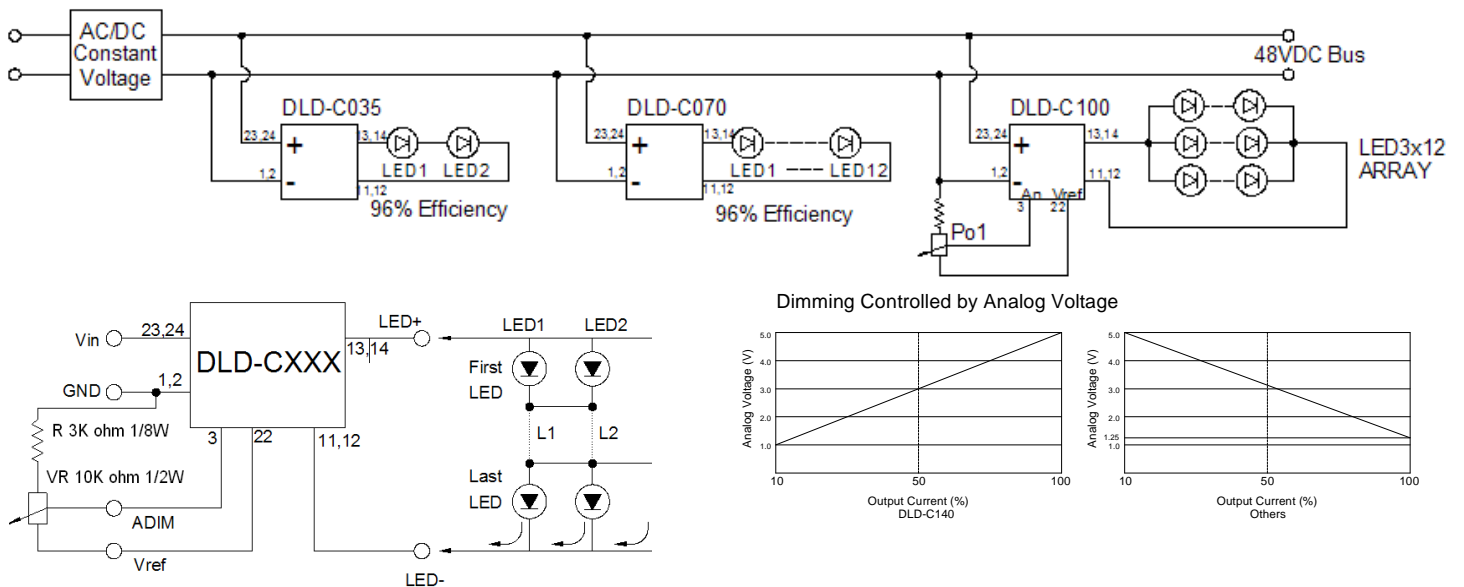 AC/DC
Constant
Voltage
48VDC Bus
DLD-C035
23,24
+
13,14
1,2
-
11,12
LED1 LED2
96% Efficiency
DLD-C070
23,24
+
13,14
1,2
-
11,12
LED1 ---- LED12
96% Efficiency
DLD-C100
23,24
+
13,14
1,2
-
11,12
An Vref
3 22
Po1
LED3x12
ARRAY
Vin
23,24
DLD-CXXX
LED+
13,14
GND
1,2
R 3K ohm 1/8W
3
22
11,12
VR 10K ohm 1/2W
ADIM
Vref
LED-
LED1
LED2
First
LED
L1
L2
Last
LED
Dimming Controlled by Analog Voltage
Analog Voltage (V)
5.0
4.0
3.0
2.0
1.0
10
50
100
Output Current (%)
DLD-C140
Analog Voltage (V)
5.0
4.0
3.0
2.0
1.25
1.0
10
50
100
Output Current (%)
Others